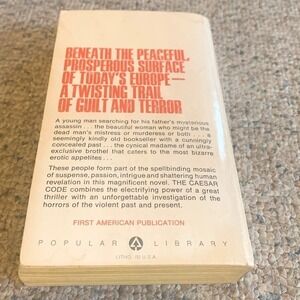 BENEATH THE PEACEFUL,
PROSPEROUS SURFACE
OF TODAY'S EUROPE—
A TWISTING TRAIL
OF GUILT AND TERROR
A young man searching for his father's mysterious
assassin . . . the beautiful woman who might be the
dead man's mistress or murderess or both . . . a
seemingly kindly old bookseller with a cunningly
concealed past . . . the cynical madame of an ultra-
exclusive brothel that caters to the most bizarre
erotic appetites . . .
These people form part of the spellbinding mosaic
of suspense, passion, intrigue and shattering human
revelation in this magnificent novel. THE CAESAR
CODE combines the electrifying power of a great
thriller with an unforgettable investigation of the
horrors of the violent past and present.
FIRST AMERICAN PUBLICATION
POPULAR LIBRARY
LITHO. IN U.S.A.